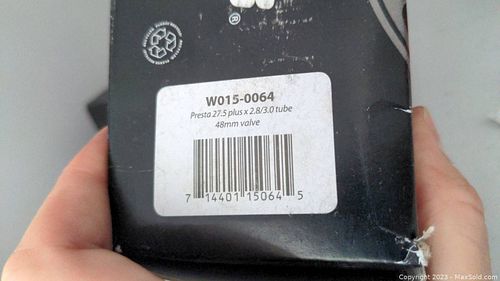 ®
W015-0064
Presta 27.5 plus x 2.8/3.0 tube
48mm valve
7 14401 15064 5
Copyright 2023 - MaxSold.com